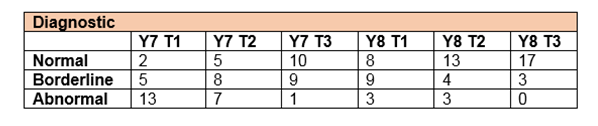 Diagnostic
Y7 T1 Y7 T2 Y7 T3 Y8 T1 Y8 T2 Y8 T3
Normal 2 5 10 8 13 17
Borderline 5 8 9 9 4 3
Abnormal 13 7 1 3 3 0